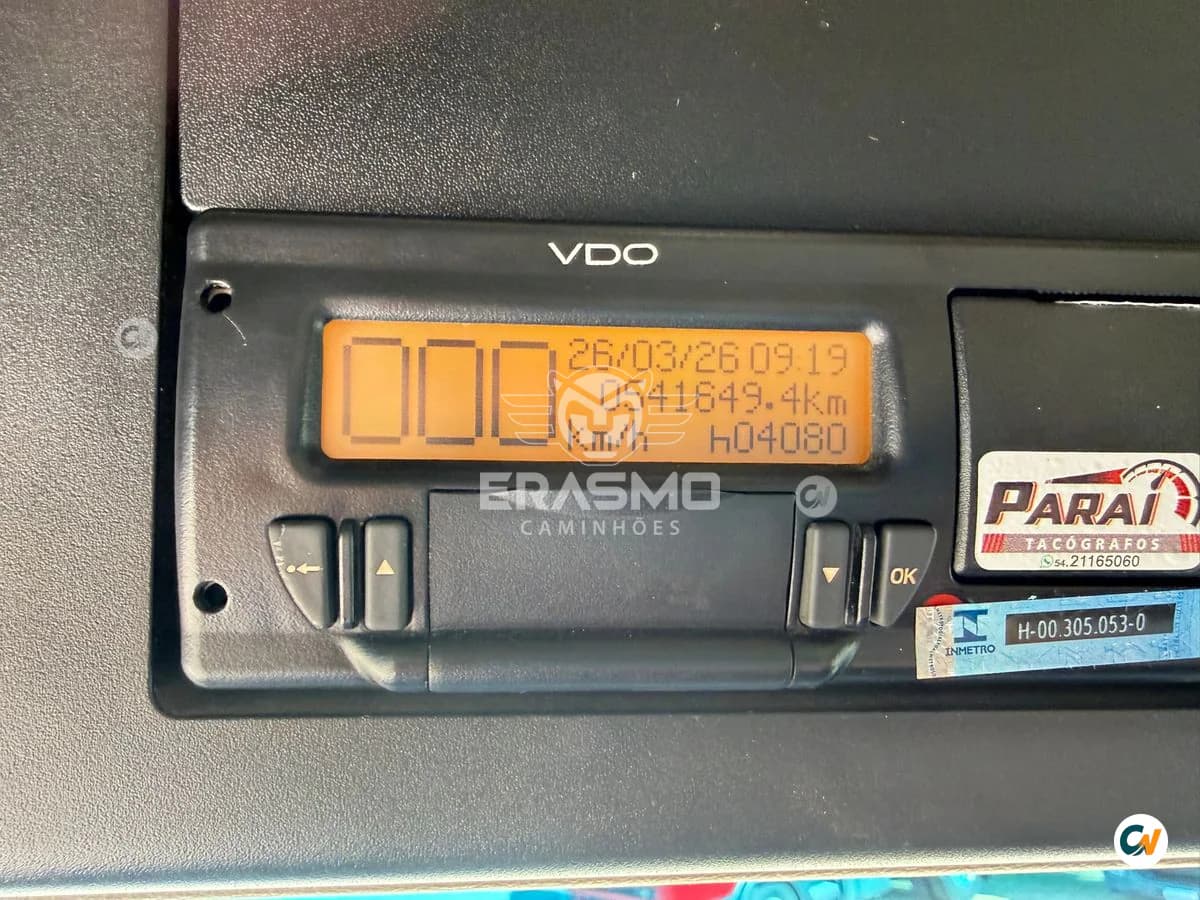 VDO
000
26/03/26 09:19
0541649.4km
km/h h04080
ERASMO
CAMINHÕES
OK
PARAÍ
TACÓGRAFOS
54.21165060
INMETRO
H-00.305.053-0